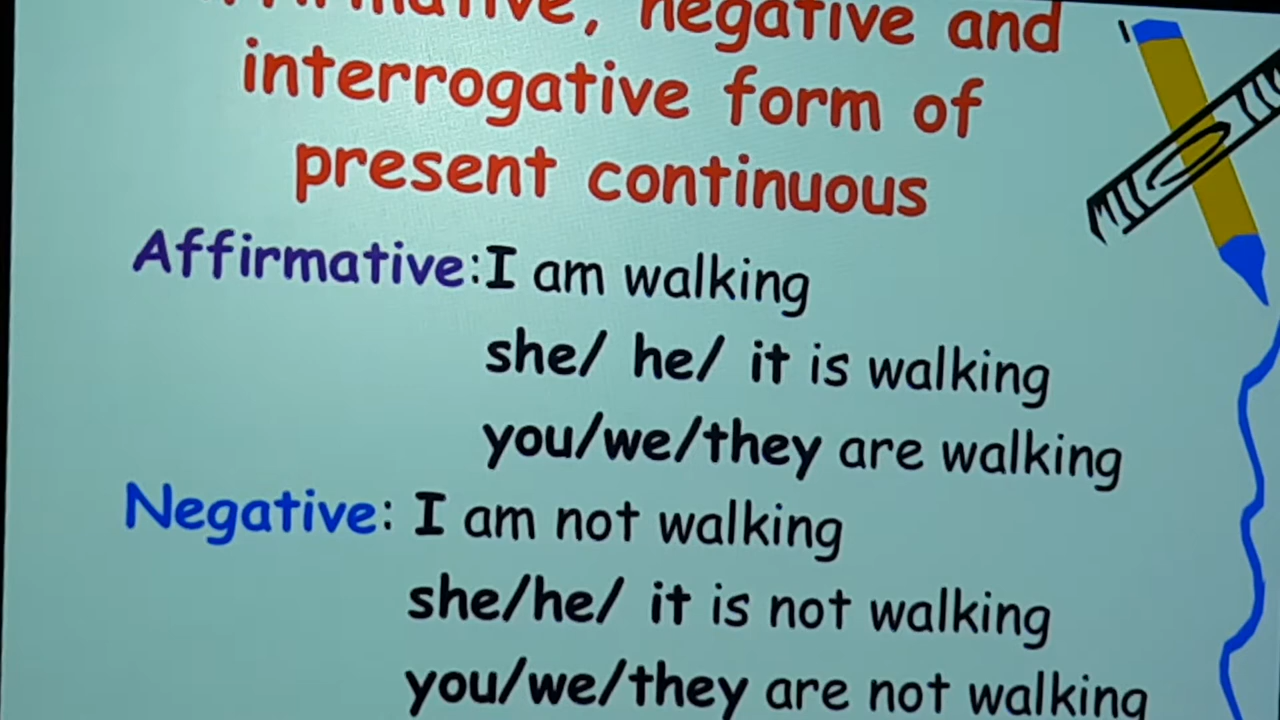 affirmative, negative and
interrogative form of
present continuous
Affirmative:I am walking
she/ he/ it is walking
you/we/they are walking
Negative: I am not walking
she/he/ it is not walking
you/we/they are not walking